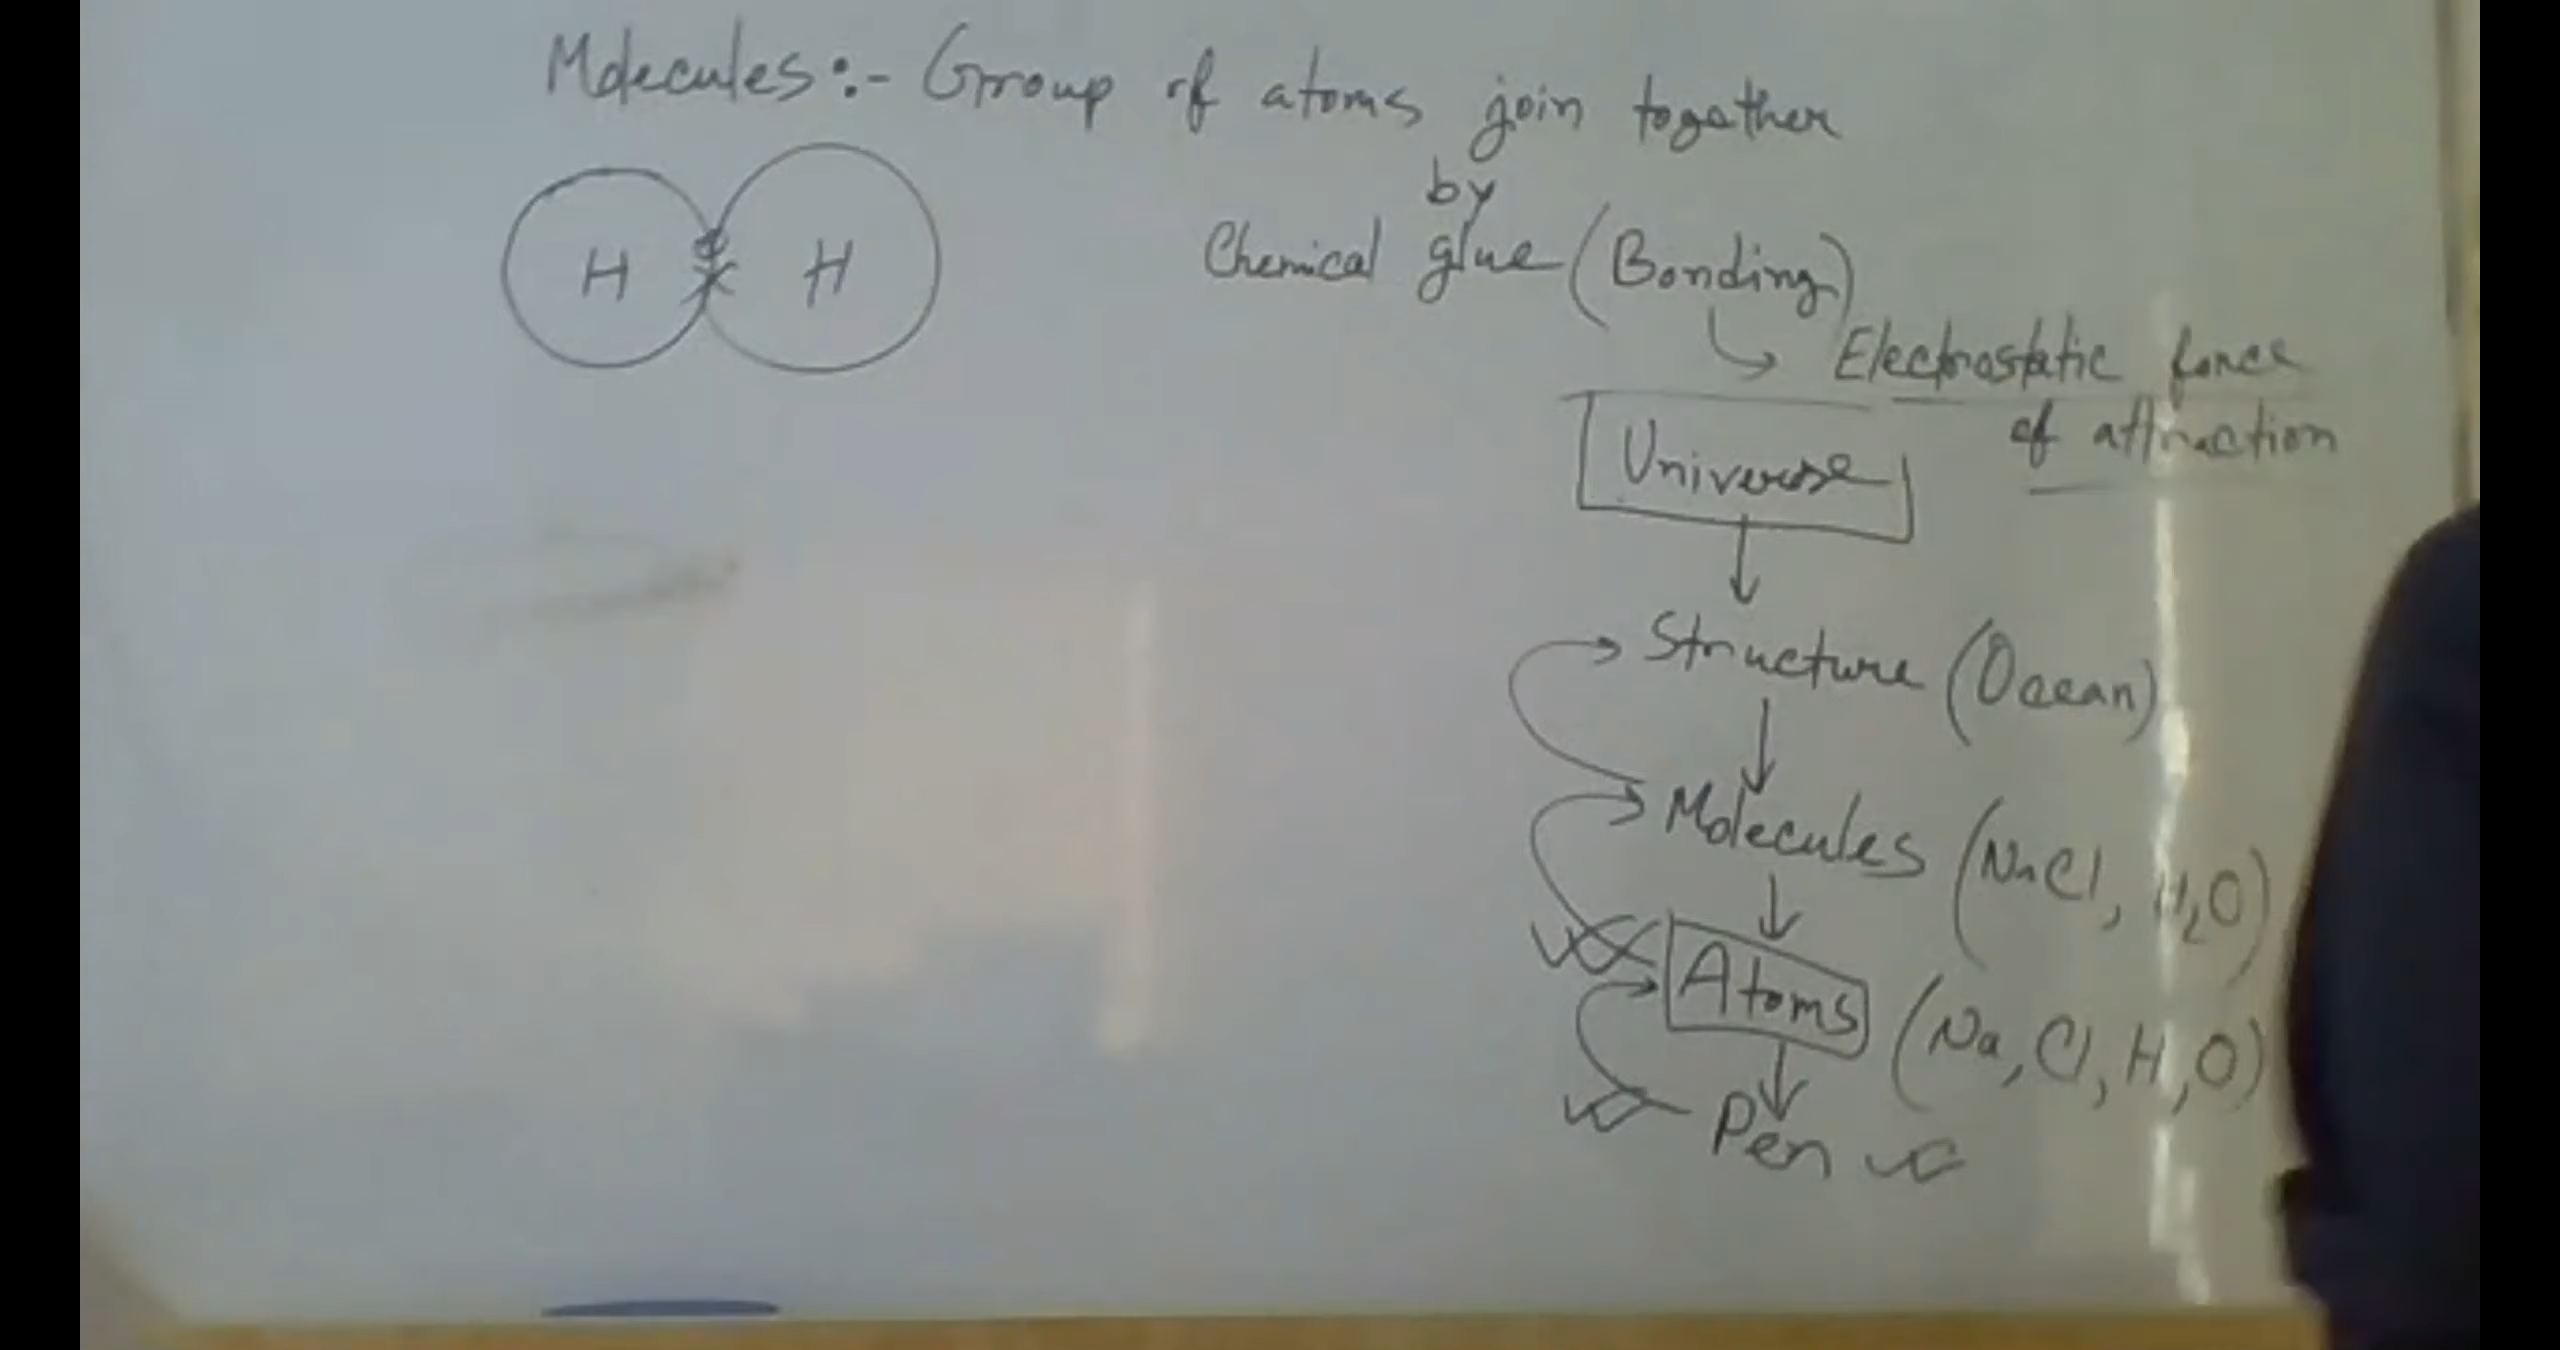 Molecules:- Group of atoms join together
by
Chemical glue (Bonding)
Electrostatic force
of attraction
H H
Universe
Structure (Ocean)
Molecules (NaCl, H₂O)
Atoms (Na, Cl, H, O)
Pen